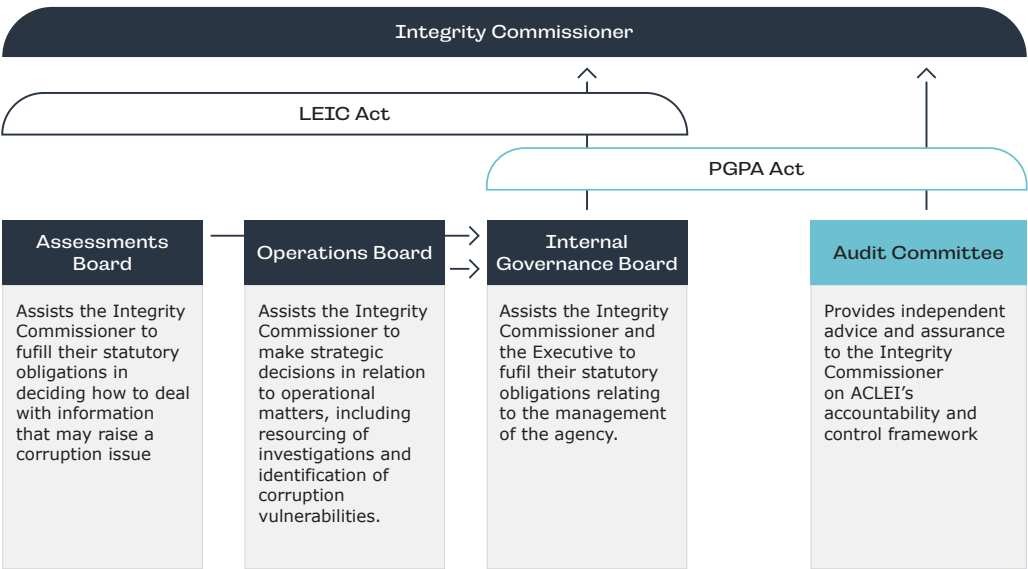 Integrity Commissioner
LEIC Act
PGPA Act
Assessments
Board
Assists the Integrity
Commissioner to
fufill their statutory
obligations in
deciding how to deal
with information
that may raise a
corruption issue
Operations Board
Assists the Integrity
Commissioner to
make strategic
decisions in relation
to operational
matters, including
resourcing of
investigations and
identification of
corruption
vulnerabilities.
Internal
Governance Board
Assists the Integrity
Commissioner and
the Executive to
fufil their statutory
obligations relating
to the management
of the agency.
Audit Committee
Provides independent
advice and assurance
to the Integrity
Commissioner
on ACLEI’s
accountability and
control framework